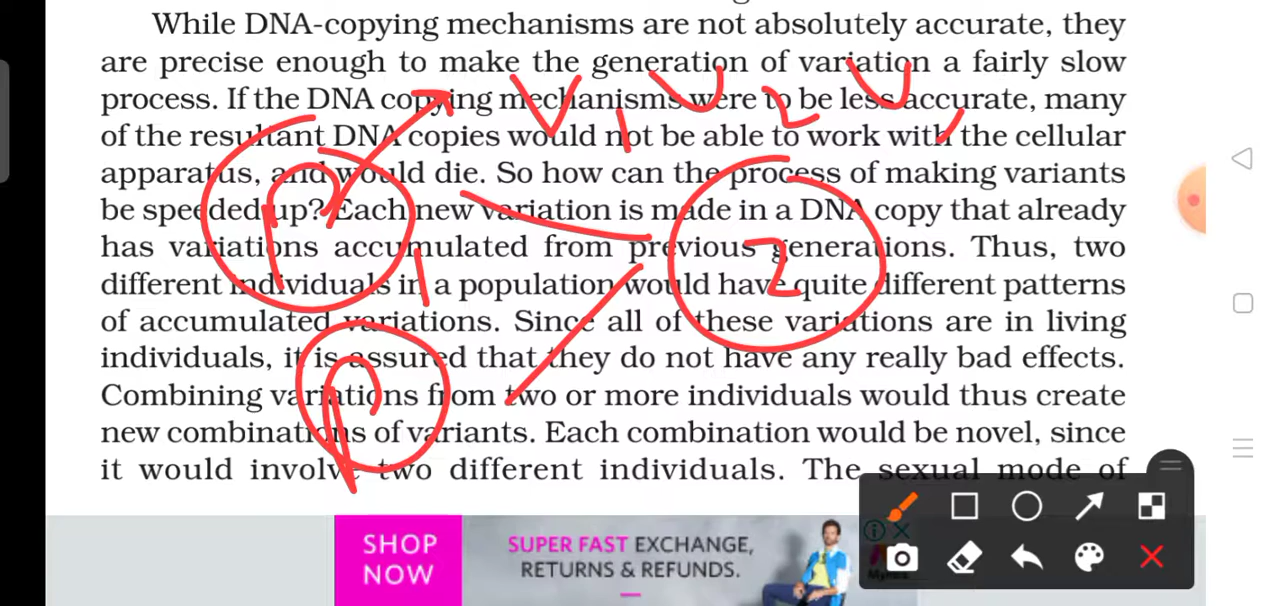 While DNA-copying mechanisms are not absolutely accurate, they
are precise enough to make the generation of variation a fairly slow
process. If the DNA copying mechanisms were to be less accurate, many
of the resultant DNA copies would not be able to work with the cellular
apparatus, and would die. So how can the process of making variants
be speeded up? Each new variation is made in a DNA copy that already
has variations accumulated from previous generations. Thus, two
different individuals in a population would have quite different patterns
of accumulated variations. Since all of these variations are in living
individuals, it is assured that they do not have any really bad effects.
Combining variations from two or more individuals would thus create
new combinations of variants. Each combination would be novel, since
it would involve two different individuals. The sexual mode of
V1 V2 V
P1
2
P
SHOP
NOW
SUPER FAST EXCHANGE,
RETURNS & REFUNDS.